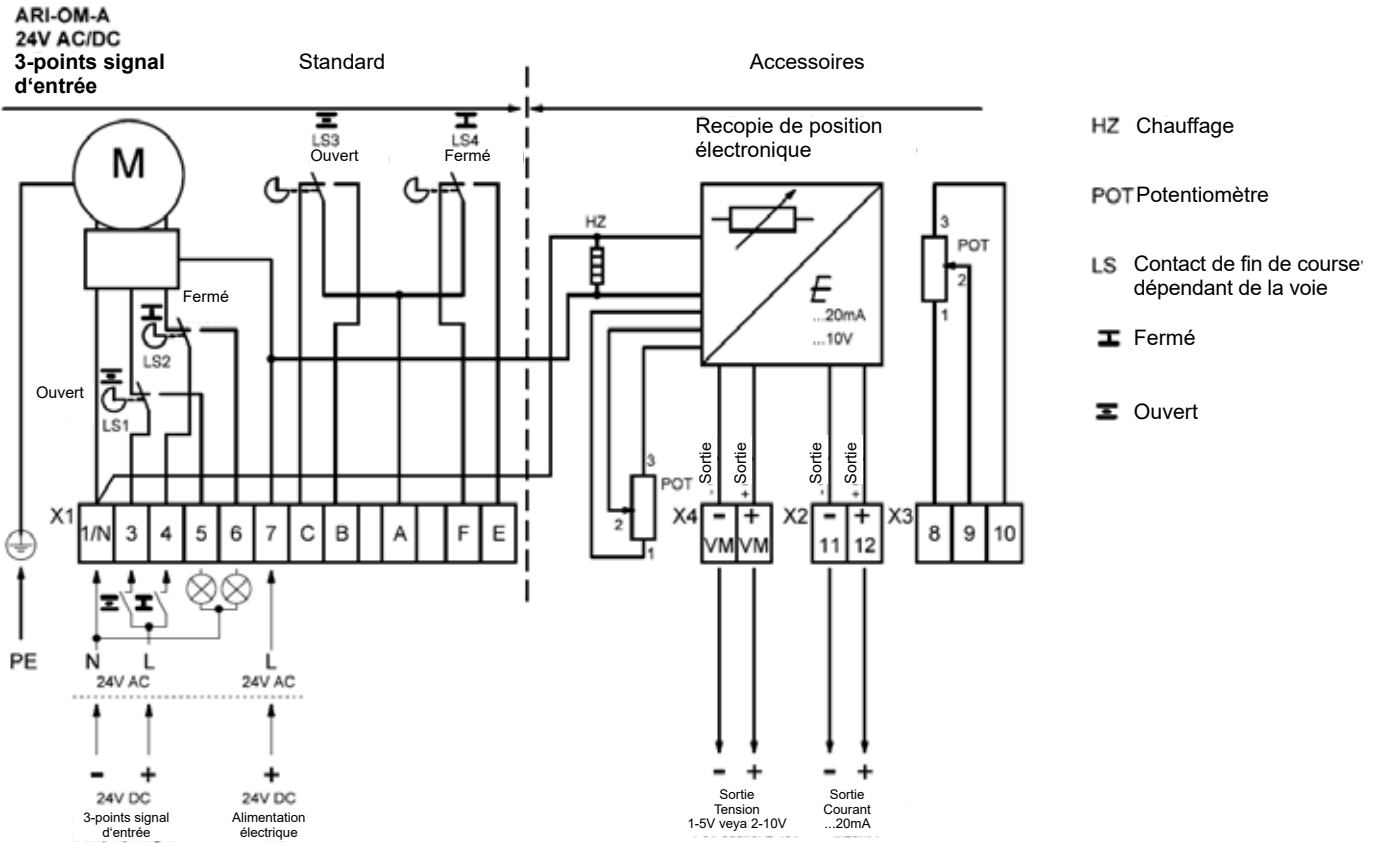 ARI-OM-A
24V AC/DC
3-points signal
d'entrée
Standard
Accessoires
M
LS3
Ouvert
LS4
Fermé
Recopie de position
électronique
HZ
E
...20mA
...10V
3
POT
2
1
HZ Chauffage
POT Potentiomètre
LS Contact de fin de course
dépendant de la voie
Fermé
Ouvert
Fermé
LS2
Ouvert
LS1
3
POT
2
1
- Sortie
+ Sortie
- Sortie
+ Sortie
X1 1/N 3 4 5 6 7 C B A F E
X4 - +
VM VM
X2 - +
11 12
X3 8 9 10
PE
N L L
24V AC 24V AC
- + +
24V DC 24V DC
3-points signal
d'entrée
Alimentation
électrique
- + - +
Sortie
Tension
1-5V veya 2-10V
Sortie
Courant
...20mA